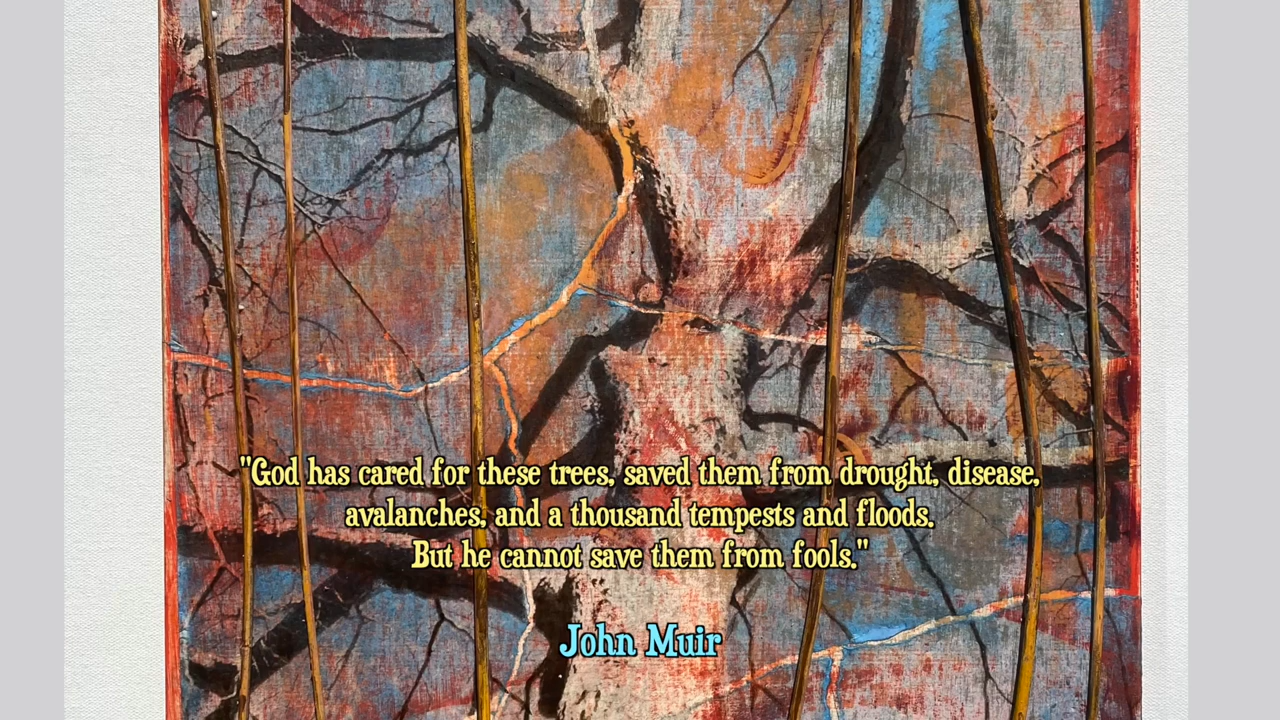 "God has cared for these trees, saved them from drought, disease,
avalanches, and a thousand tempests and floods.
But he cannot save them from fools."
John Muir